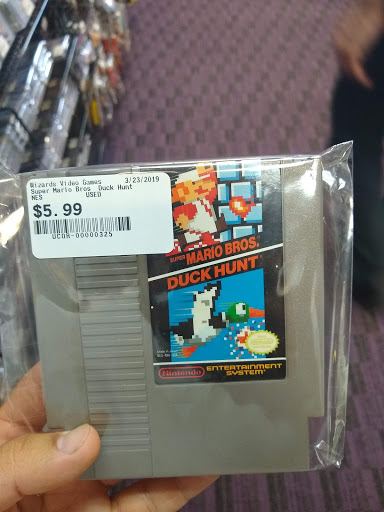 Wizards Video Games 3/23/2019
Super Mario Bros. Duck Hunt
NES USED
$5.99
UCDR-00000325
SUPER MARIO BROS.
DUCK HUNT
Nintendo ENTERTAINMENT SYSTEM